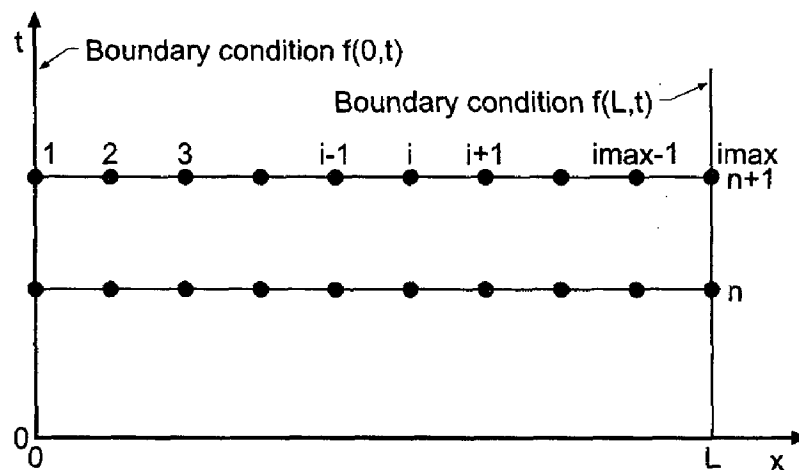 t
Boundary condition f(0,t)
Boundary condition f(L,t)
1 2 3 i-1 i i+1 imax-1 imax
n+1
n
0
0 L x